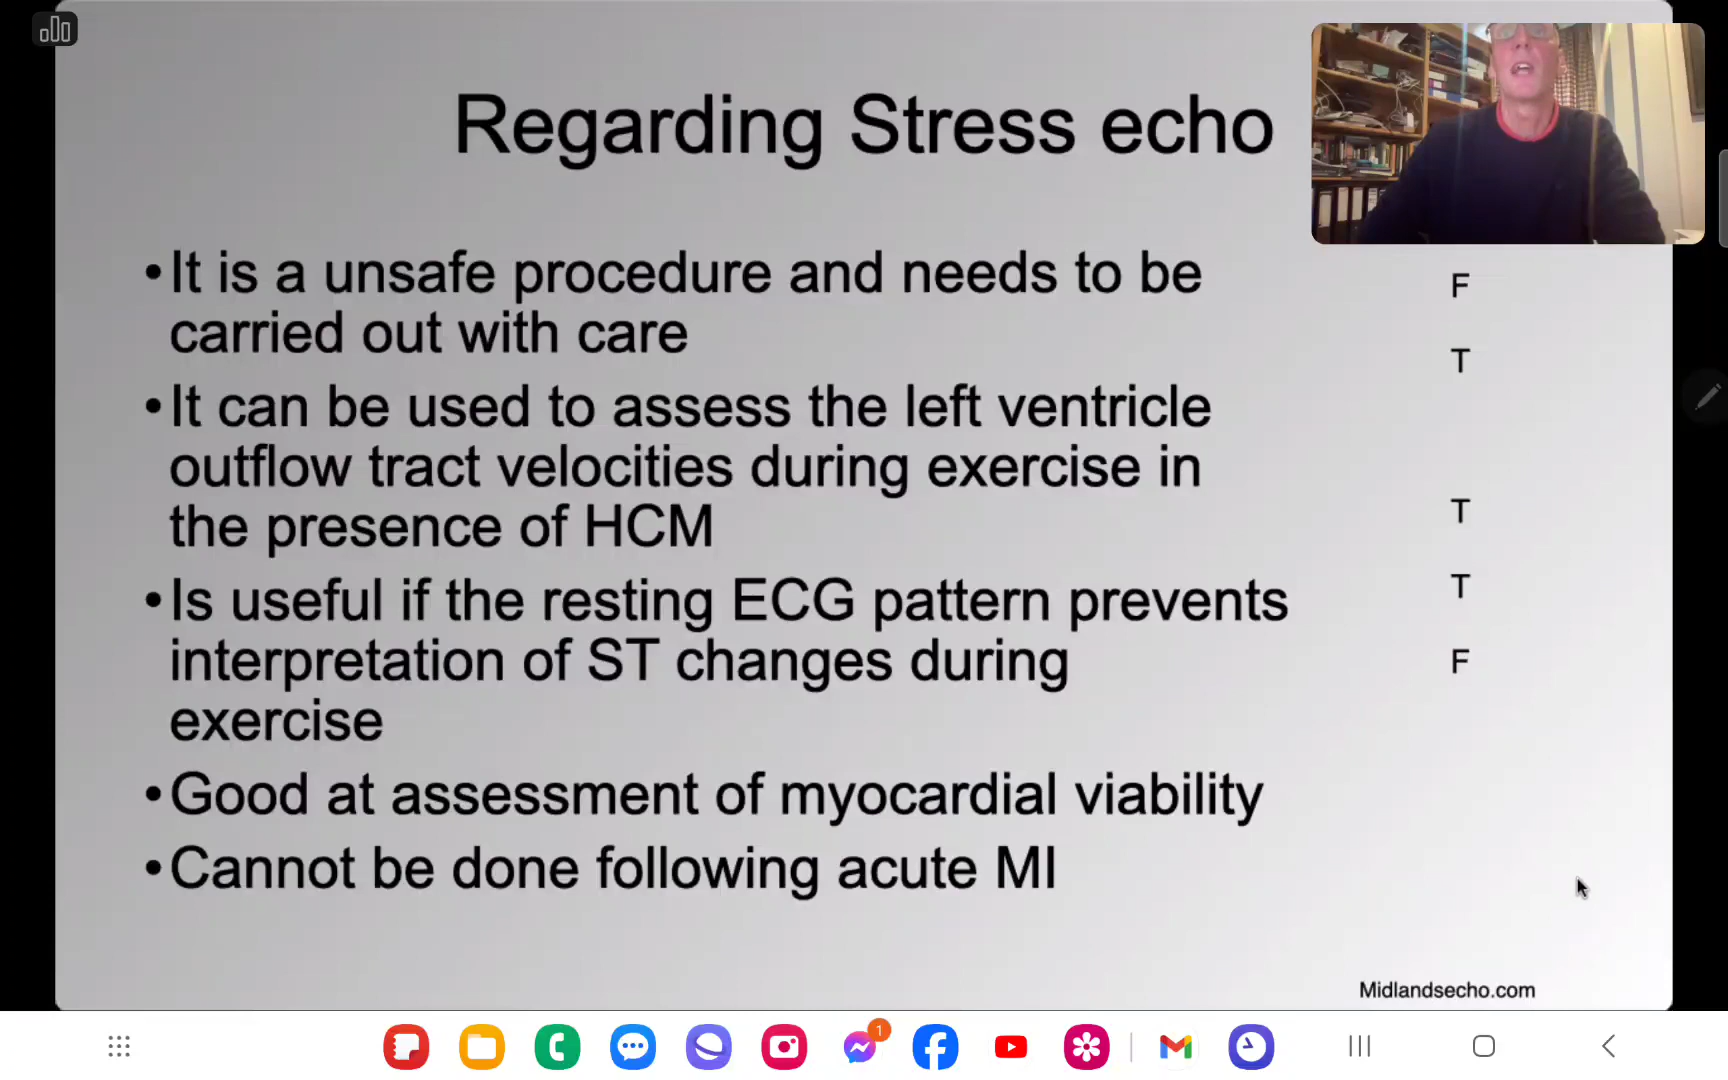 Regarding Stress echo
•It is a unsafe procedure and needs to be
carried out with care
•It can be used to assess the left ventricle
outflow tract velocities during exercise in
the presence of HCM
•Is useful if the resting ECG pattern prevents
interpretation of ST changes during
exercise
•Good at assessment of myocardial viability
•Cannot be done following acute MI
F
T
T
T
F
Midlandsecho.com
1